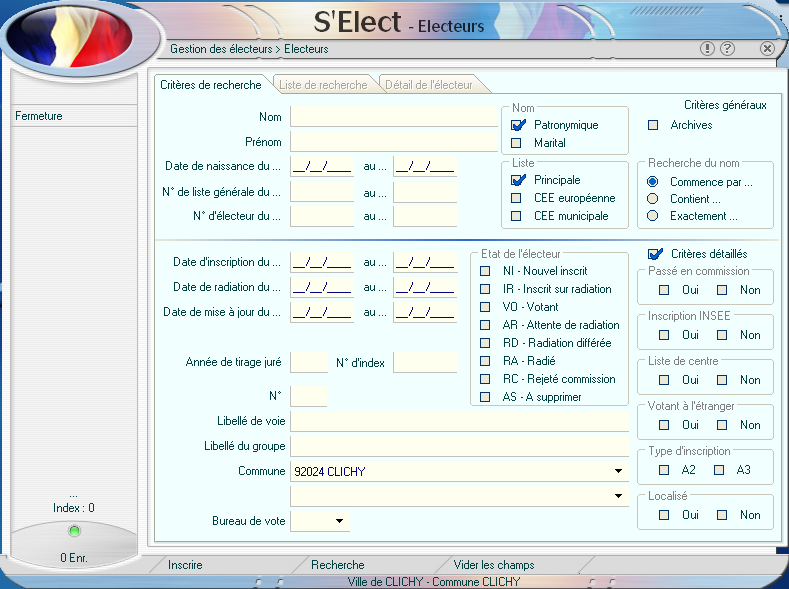 S'Elect - Electeurs
Gestion des électeurs > Electeurs
Fermeture
Critères de recherche
Liste de recherche
Détail de l'électeur
Nom
Prénom
Date de naissance du ... __/__/____ au ... __/__/____
N° de liste générale du ... au ...
N° d'électeur du ... au ...
Nom
Patronymique
Marital
Liste
Principale
CEE européenne
CEE municipale
Critères généraux
Archives
Recherche du nom
Commence par ...
Contient ...
Exactement ...
Date d'inscription du ... __/__/____ au ... __/__/____
Date de radiation du ... __/__/____ au ... __/__/____
Date de mise à jour du ... __/__/____ au ... __/__/____
Année de tirage juré N° d'index
N°
Libellé de voie
Libellé du groupe
Commune 92024 CLICHY
Bureau de vote
Etat de l'électeur
NI - Nouvel inscrit
IR - Inscrit sur radiation
VO - Votant
AR - Attente de radiation
RD - Radiation différée
RA - Radié
RC - Rejeté commission
AS - A supprimer
Critères détaillés
Passé en commission
Oui Non
Inscription INSEE
Oui Non
Liste de centre
Oui Non
Votant à l'étranger
Oui Non
Type d'inscription
A2 A3
Localisé
Oui Non
...
Index : 0
0 Enr.
Inscrire
Recherche
Vider les champs
Ville de CLICHY - Commune CLICHY